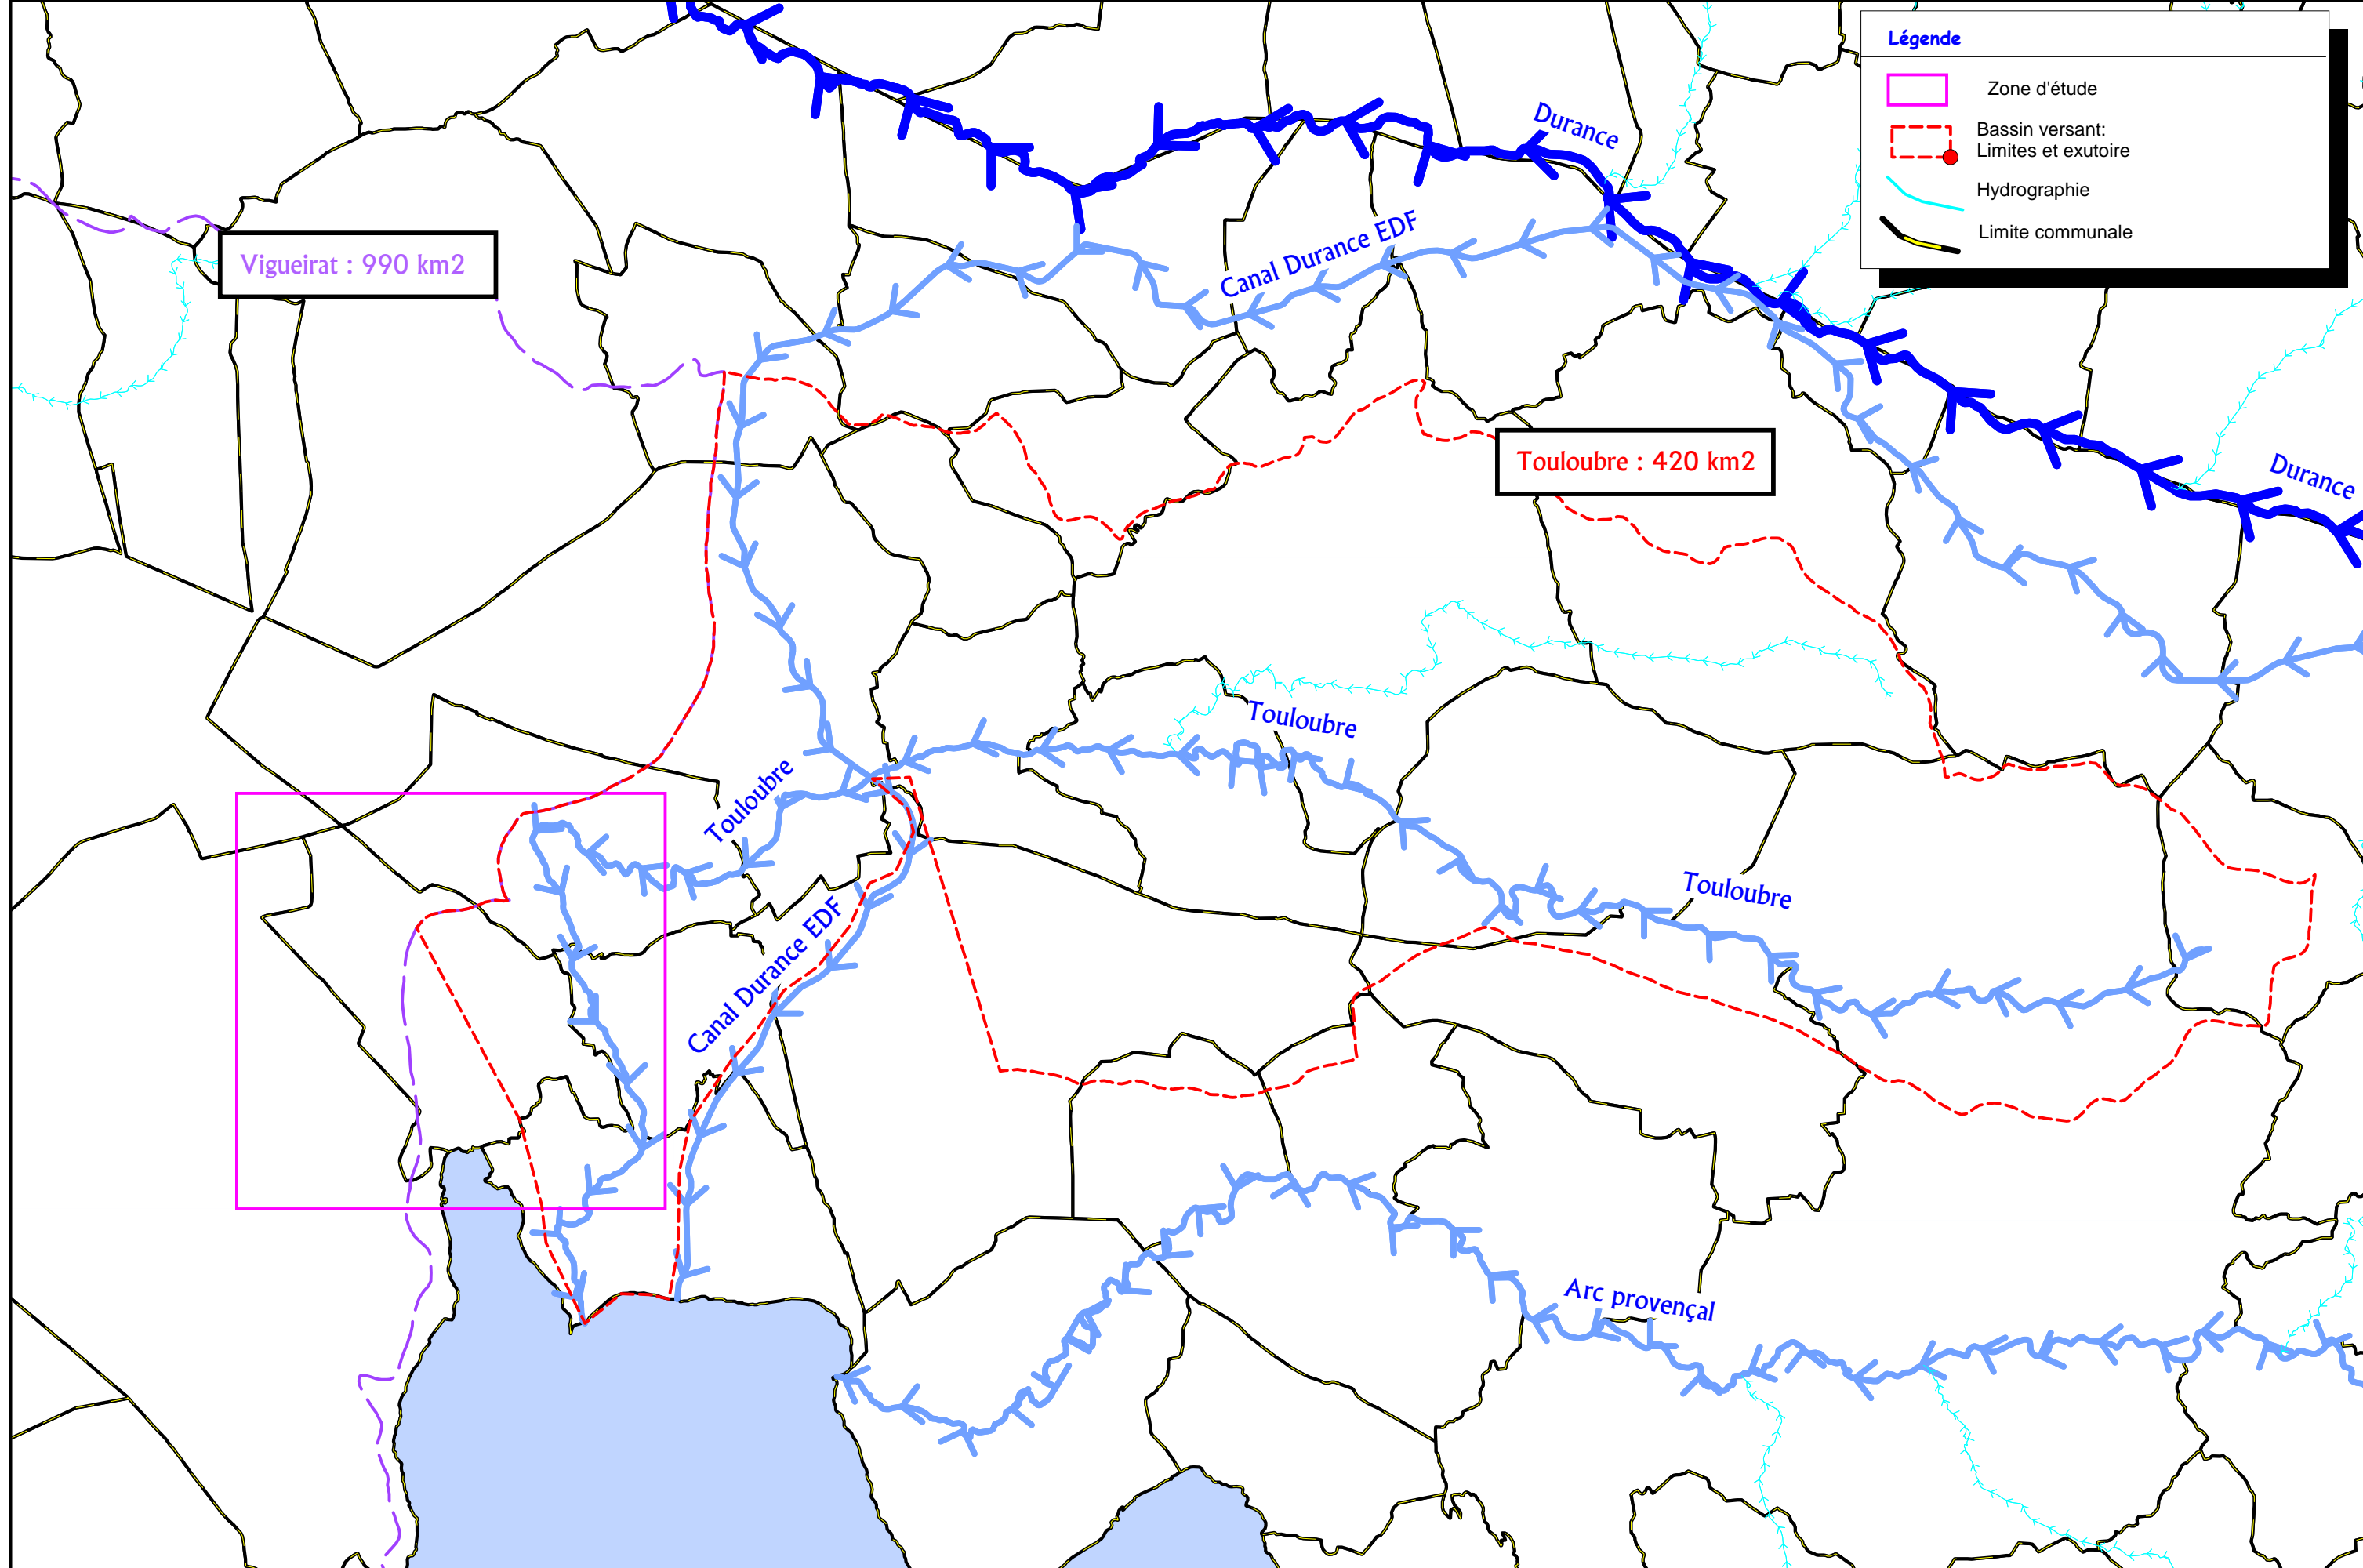 Légende
Zone d'étude
Bassin versant:
Limites et exutoire
Hydrographie
Limite communale
Durance
Canal Durance EDF
Vigueirat : 990 km2
Touloubre : 420 km2
Durance
Touloubre
Touloubre
Touloubre
Canal Durance EDF
Arc provençal